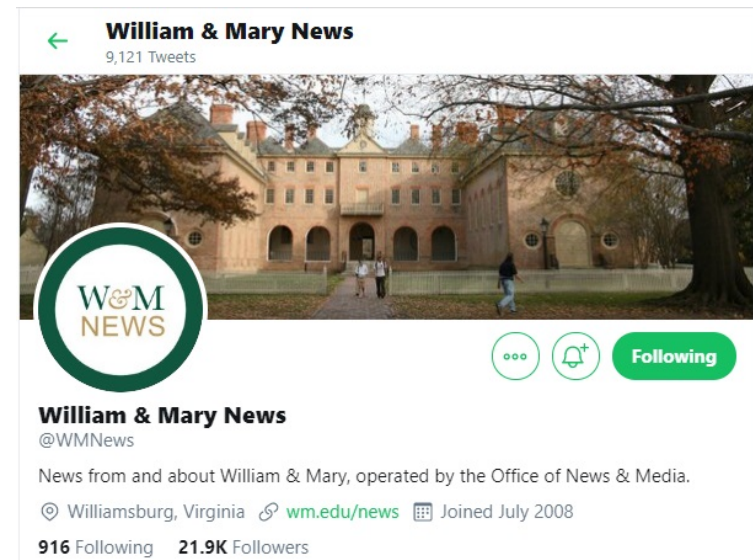 William & Mary News
9,121 Tweets
W&M
NEWS
Following
William & Mary News
@WMNews
News from and about William & Mary, operated by the Office of News & Media.
Williamsburg, Virginia wm.edu/news Joined July 2008
916 Following 21.9K Followers